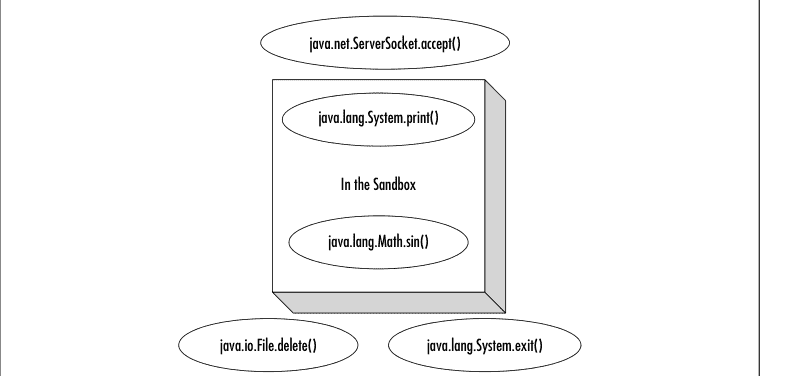 java.net.ServerSocket.accept()
java.lang.System.print()
In the Sandbox
java.lang.Math.sin()
java.io.File.delete()
java.lang.System.exit()